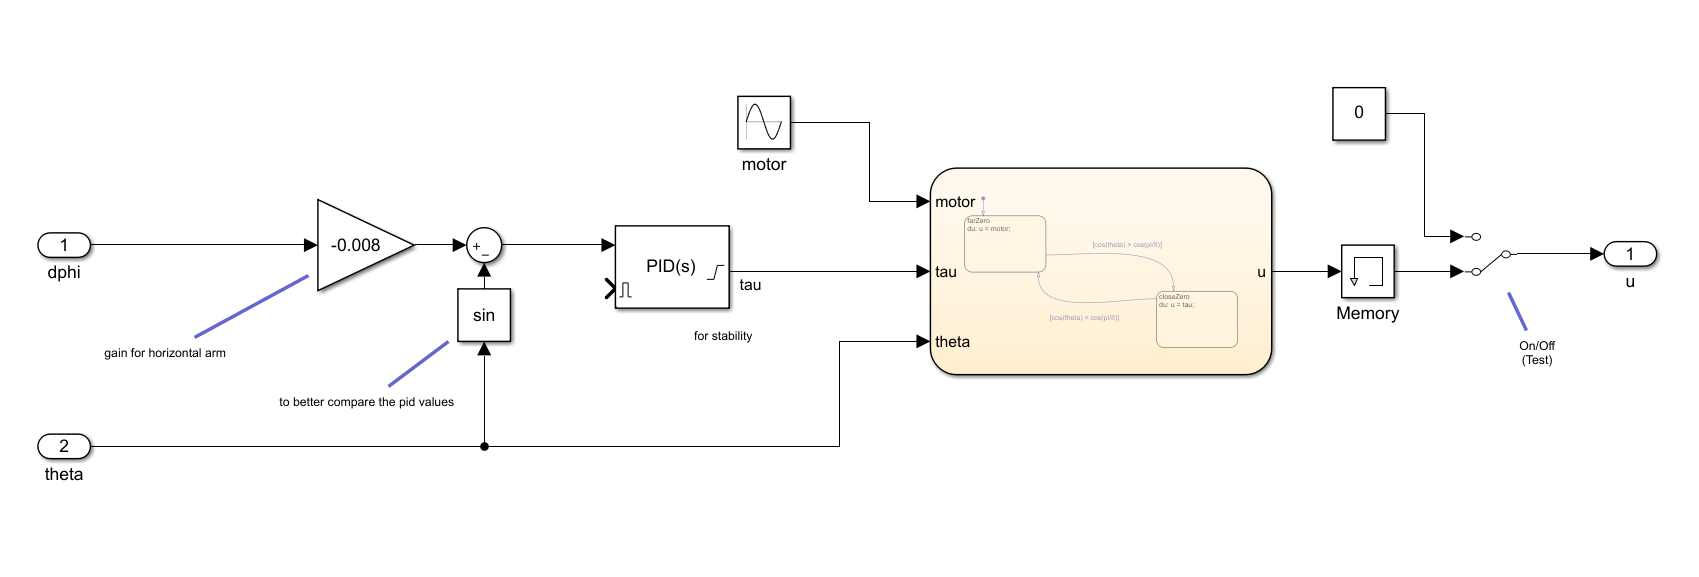 motor
0
motor
farZero
du: u = motor;
[cos(theta) > cos(pi/8)]
1
dphi
-0.008
+
−
PID(s)
tau
tau
u
1
u
closeZero
du: u = tau;
[cos(theta) < cos(pi/8)]
sin
Memory
for stability
theta
On/Off
(Test)
gain for horizontal arm
to better compare the pid values
2
theta